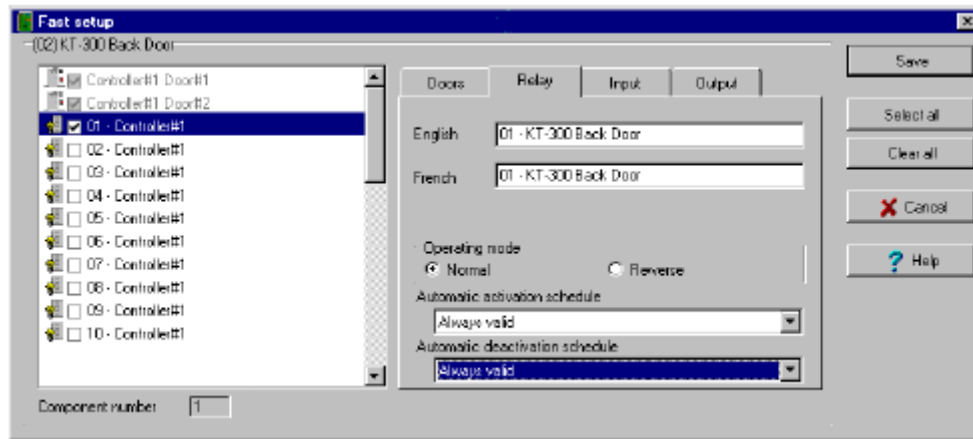 Fast setup
(02) KT-300 Back Door
Controller#1 Door#1
Controller#1 Door#2
01 - Controller#1
02 - Controller#1
03 - Controller#1
04 - Controller#1
05 - Controller#1
06 - Controller#1
07 - Controller#1
08 - Controller#1
09 - Controller#1
10 - Controller#1
Component number 1
Doors Relay Input Output
English 01 - KT-300 Back Door
French 01 - KT-300 Back Door
Operating mode
Normal Reverse
Automatic activation schedule
Always valid
Automatic deactivation schedule
Always valid
Save
Select all
Clear all
Cancel
Help